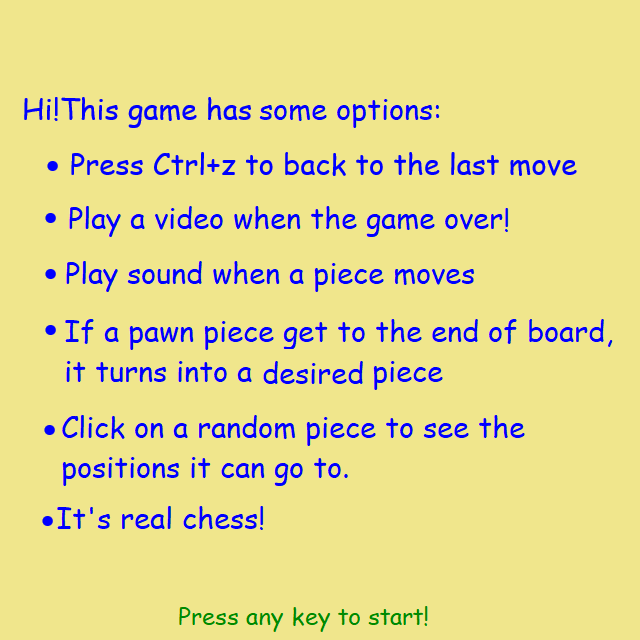 Hi!This game has some options:
• Press Ctrl+z to back to the last move
• Play a video when the game over!
• Play sound when a piece moves
• If a pawn piece get to the end of board,
it turns into a desired piece
• Click on a random piece to see the
positions it can go to.
• It's real chess!
Press any key to start!